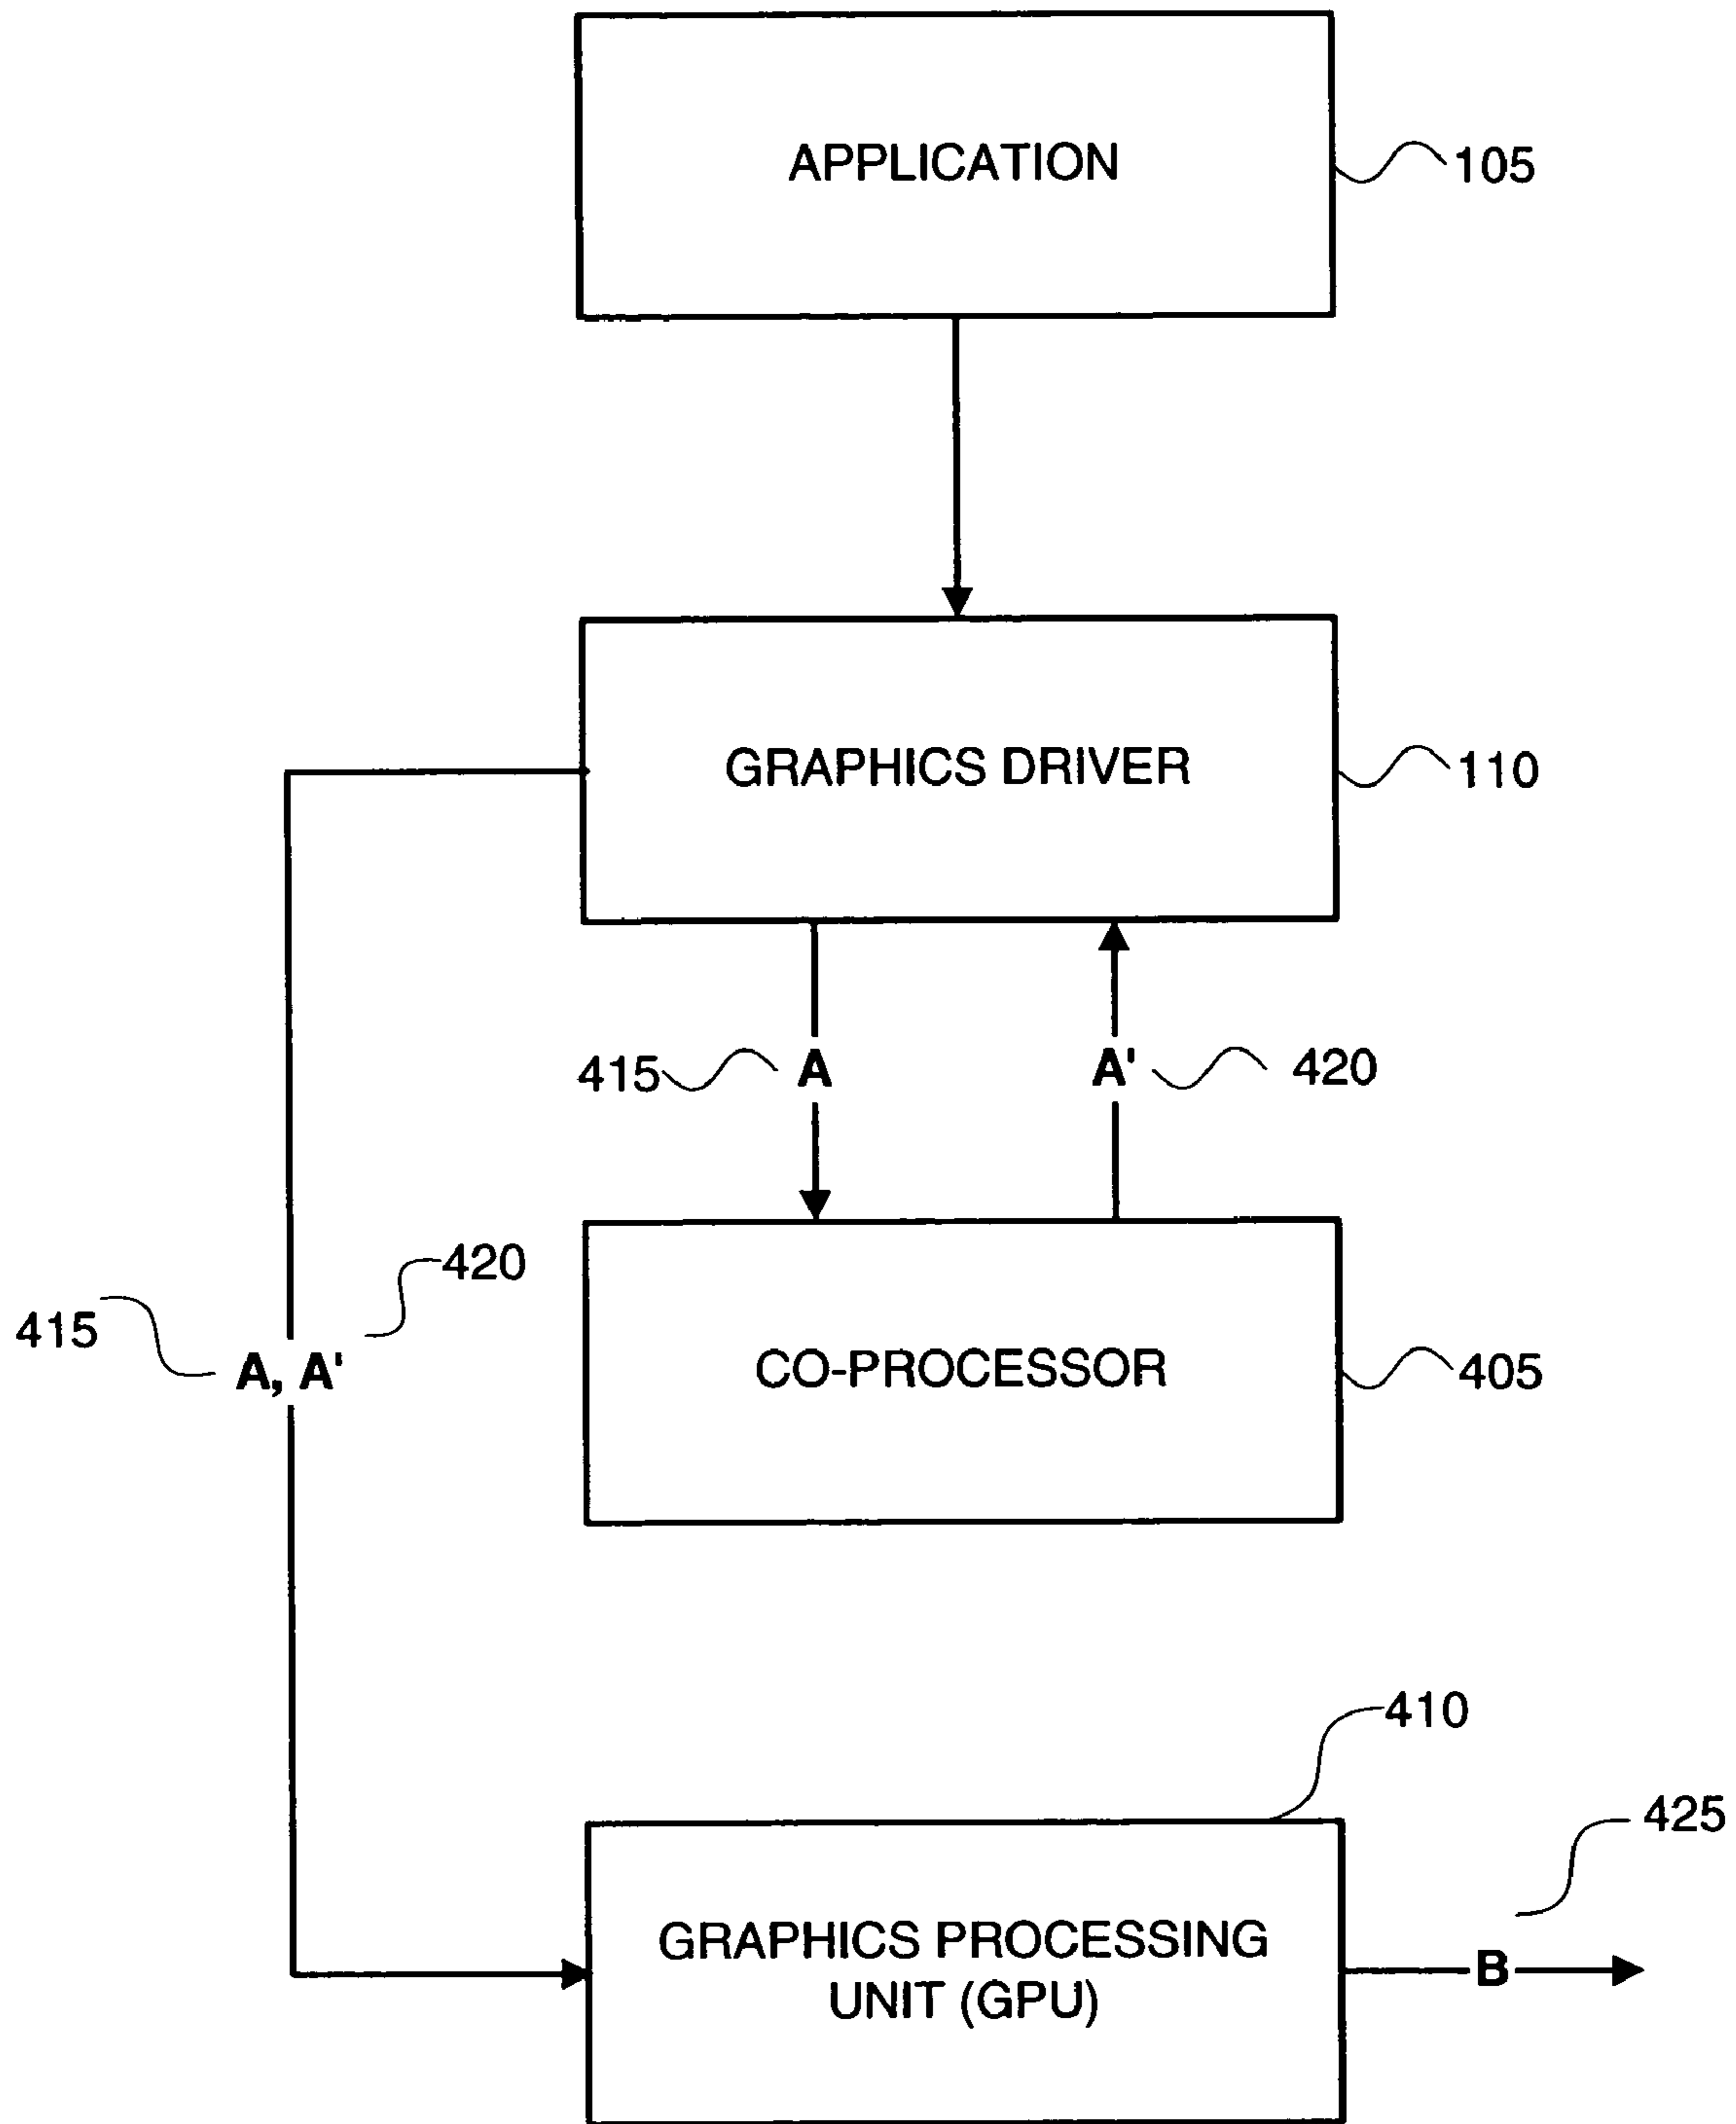 APPLICATION
105
GRAPHICS DRIVER
110
415
A
A'
420
420
415
A, A'
CO-PROCESSOR
405
410
425
GRAPHICS PROCESSING
UNIT (GPU)
B